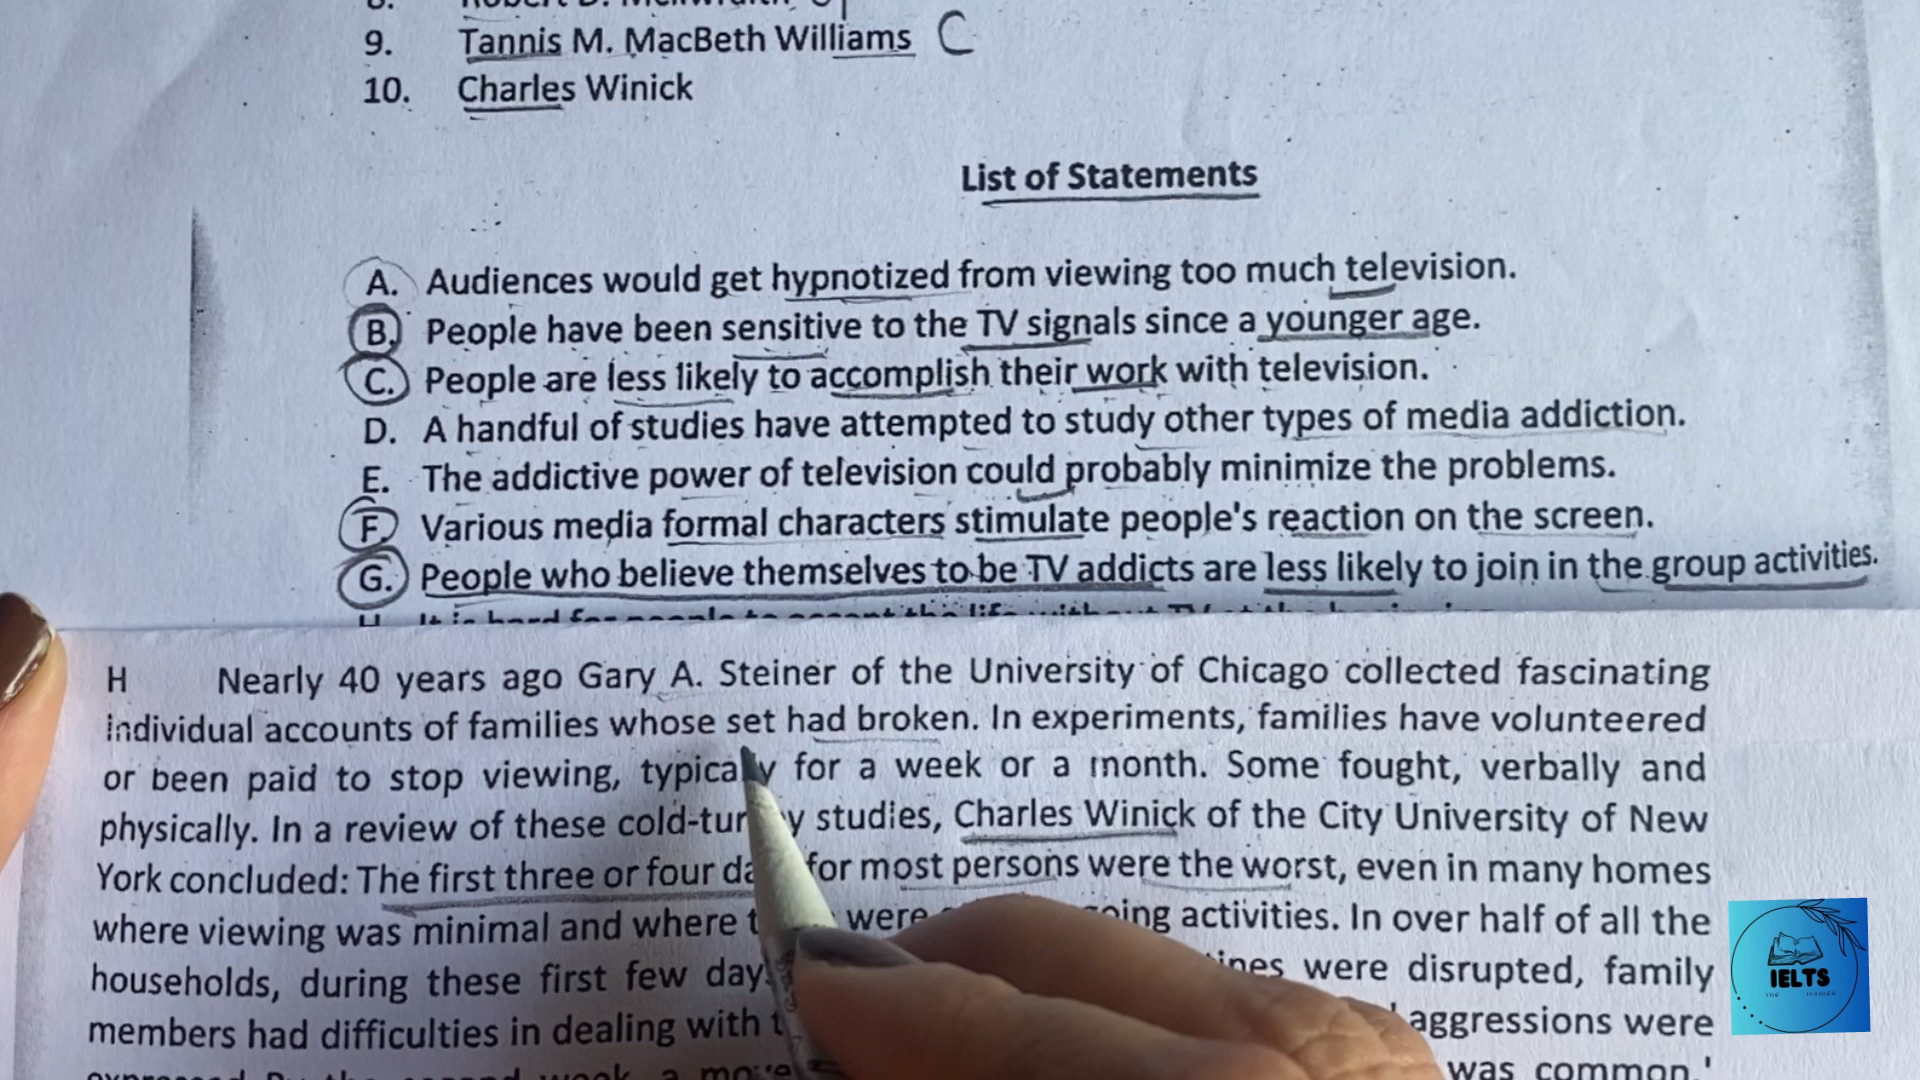 9. Tannis M. MacBeth Williams C
10. Charles Winick
List of Statements
A. Audiences would get hypnotized from viewing too much television.
B. People have been sensitive to the TV signals since a younger age.
C. People are less likely to accomplish their work with television.
D. A handful of studies have attempted to study other types of media addiction.
E. The addictive power of television could probably minimize the problems.
F. Various media formal characters stimulate people's reaction on the screen.
G. People who believe themselves to be TV addicts are less likely to join in the group activities.
H Nearly 40 years ago Gary A. Steiner of the University of Chicago collected fascinating
individual accounts of families whose set had broken. In experiments, families have volunteered
or been paid to stop viewing, typically for a week or a month. Some fought, verbally and
physically. In a review of these studies, Charles Winick of the City University of New
York concluded: The first three or four for most persons were the worst, even in many homes
where viewing was minimal and where were activities. In over half of all the
households, during these first few were disrupted, family
members had difficulties in dealing with aggressions were
was common.'
IELTS